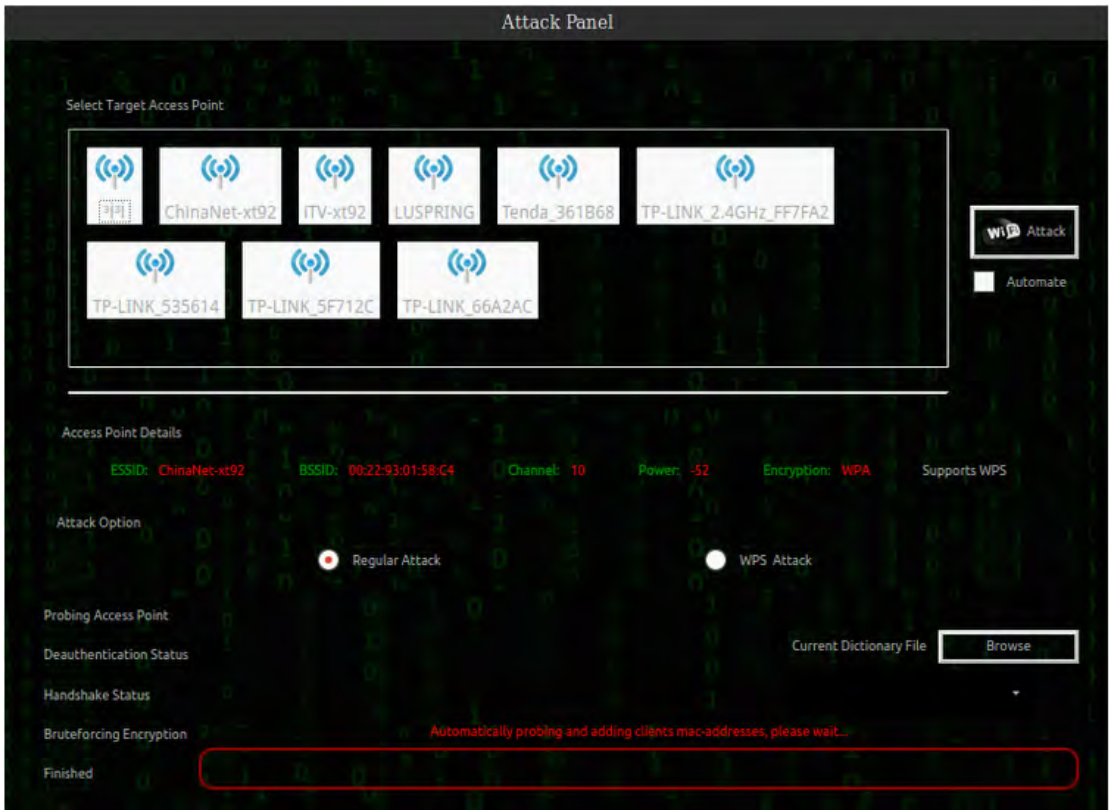 Attack Panel
Select Target Access Point
ChinaNet-xt92
iTV-xt92
LUSPRING
Tenda_361B68
TP-LINK_2.4GHz_FF7FA2
WiFi Attack
TP-LINK_535614
TP-LINK_5F712C
TP-LINK_66A2AC
Automate
Access Point Details
ESSID: ChinaNet-xt92 BSSID: 00:22:93:01:58:C4 Channel: 10 Power: -52 Encryption: WPA Supports WPS
Attack Option
Regular Attack WPS Attack
Probing Access Point
Current Dictionary File Browse
Deauthentication Status
Handshake Status
Bruteforcing Encryption
Automatically probing and adding clients mac-addresses, please wait...
Finished